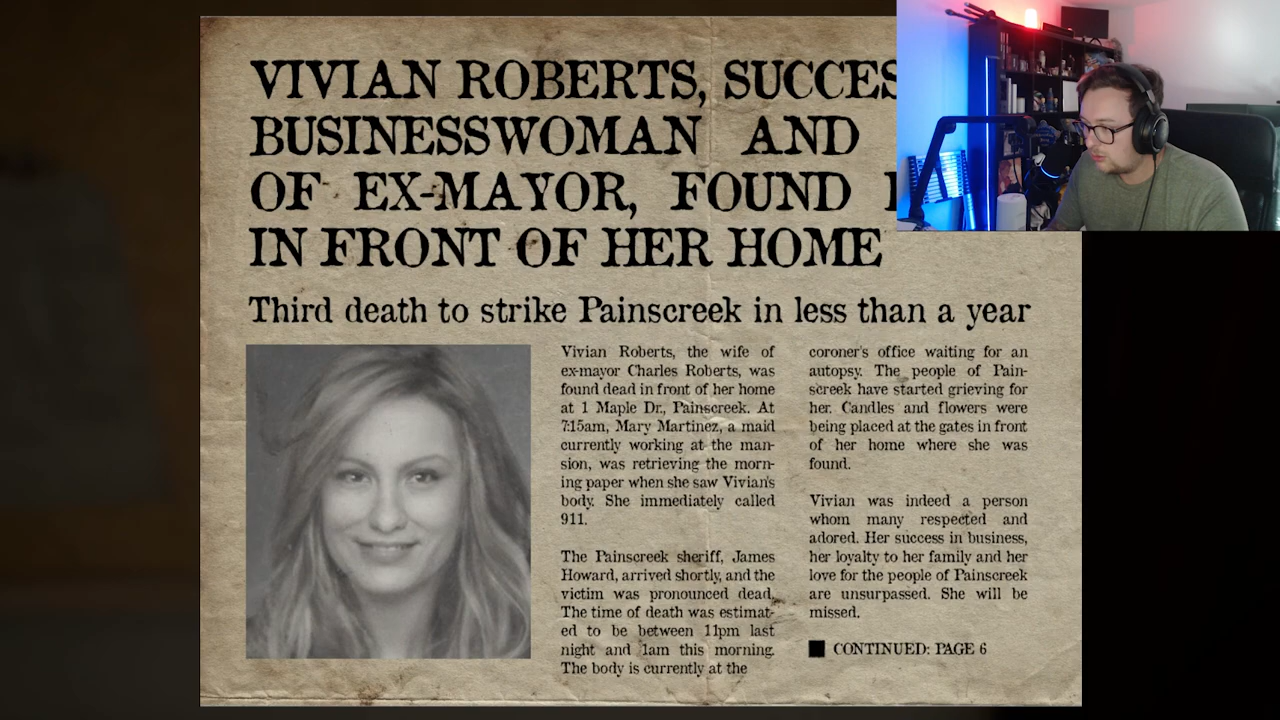 VIVIAN ROBERTS, SUCCES
BUSINESSWOMAN AND
OF EX-MAYOR, FOUND
IN FRONT OF HER HOME
Third death to strike Painscreek in less than a year
Vivian Roberts, the wife of
ex-mayor Charles Roberts, was
found dead in front of her home
at 1 Maple Dr., Painscreek. At
7:15am, Mary Martinez, a maid
currently working at the man-
sion, was retrieving the morn-
ing paper when she saw Vivian's
body. She immediately called
911.
The Painscreek sheriff, James
Howard, arrived shortly, and the
victim was pronounced dead.
The time of death was estimat-
ed to be between 11pm last
night and 1am this morning.
The body is currently at the
coroner's office waiting for an
autopsy. The people of Pain-
screek have started grieving for
her. Candles and flowers were
being placed at the gates in front
of her home where she was
found.
Vivian was indeed a person
whom many respected and
adored. Her success in business,
her loyalty to her family and her
love for the people of Painscreek
are unsurpassed. She will be
missed.
CONTINUED: PAGE 6